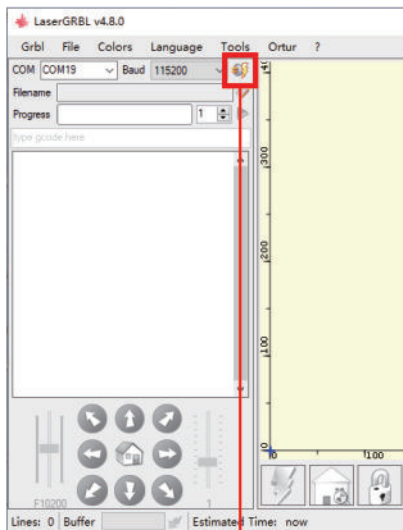 LaserGRBL v4.8.0
Grbl File Colors Language Tools Ortur ?
COM COM19 Baud 115200
Filename
Progress 1
type gcode here
300
200
100
0
0 100
F10200 1
Lines: 0 Buffer Estimated Time: now